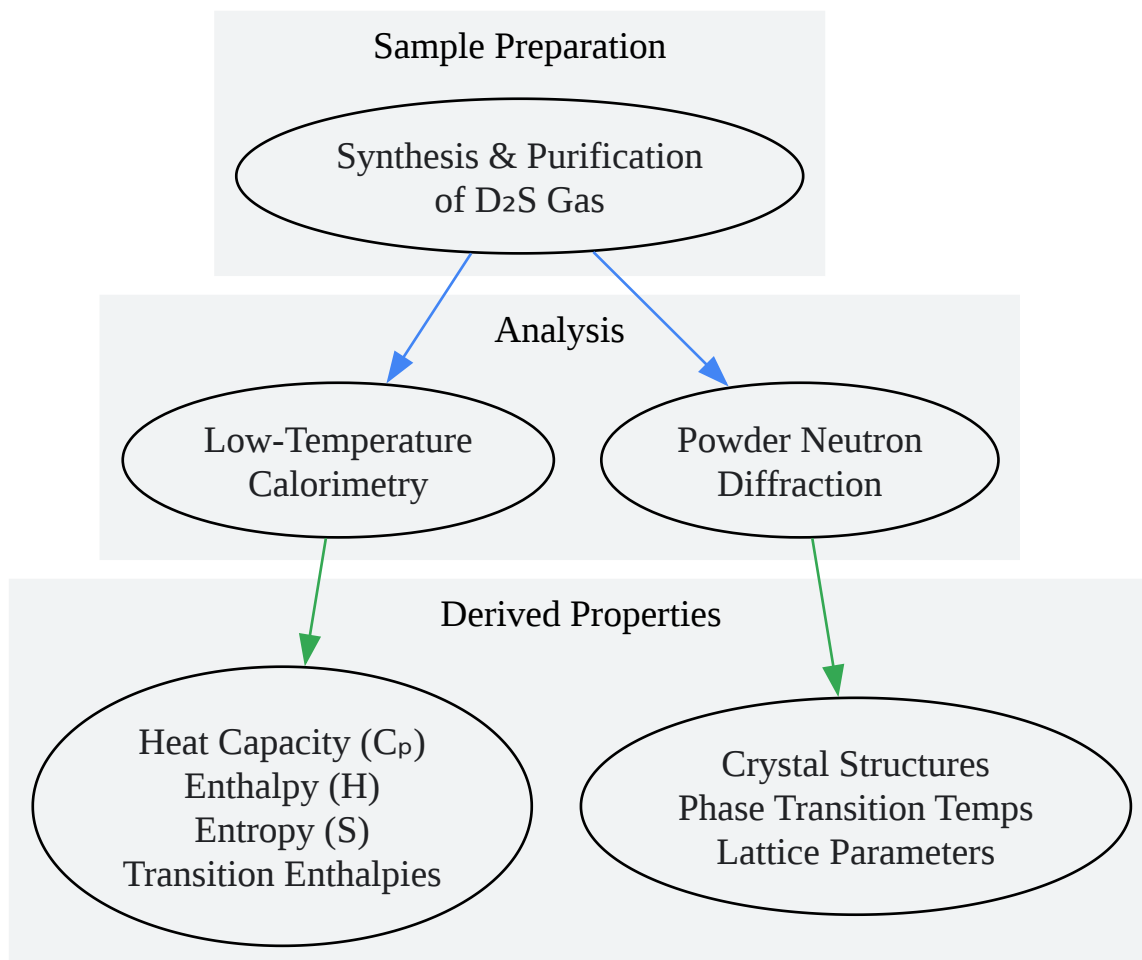 Sample Preparation
Synthesis & Purification
of D₂S Gas
Analysis
Low-Temperature
Calorimetry
Powder Neutron
Diffraction
Derived Properties
Heat Capacity (Cₚ)
Enthalpy (H)
Entropy (S)
Transition Enthalpies
Crystal Structures
Phase Transition Temps
Lattice Parameters